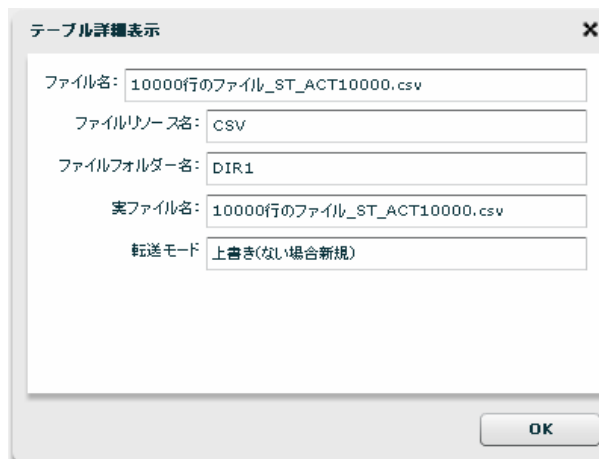 テーブル詳細表示
ファイル名: 10000行のファイル_ST_ACT10000.csv
ファイルリソース名: CSV
ファイルフォルダー名: DIR1
実ファイル名: 10000行のファイル_ST_ACT10000.csv
転送モード 上書き(ない場合新規)
OK